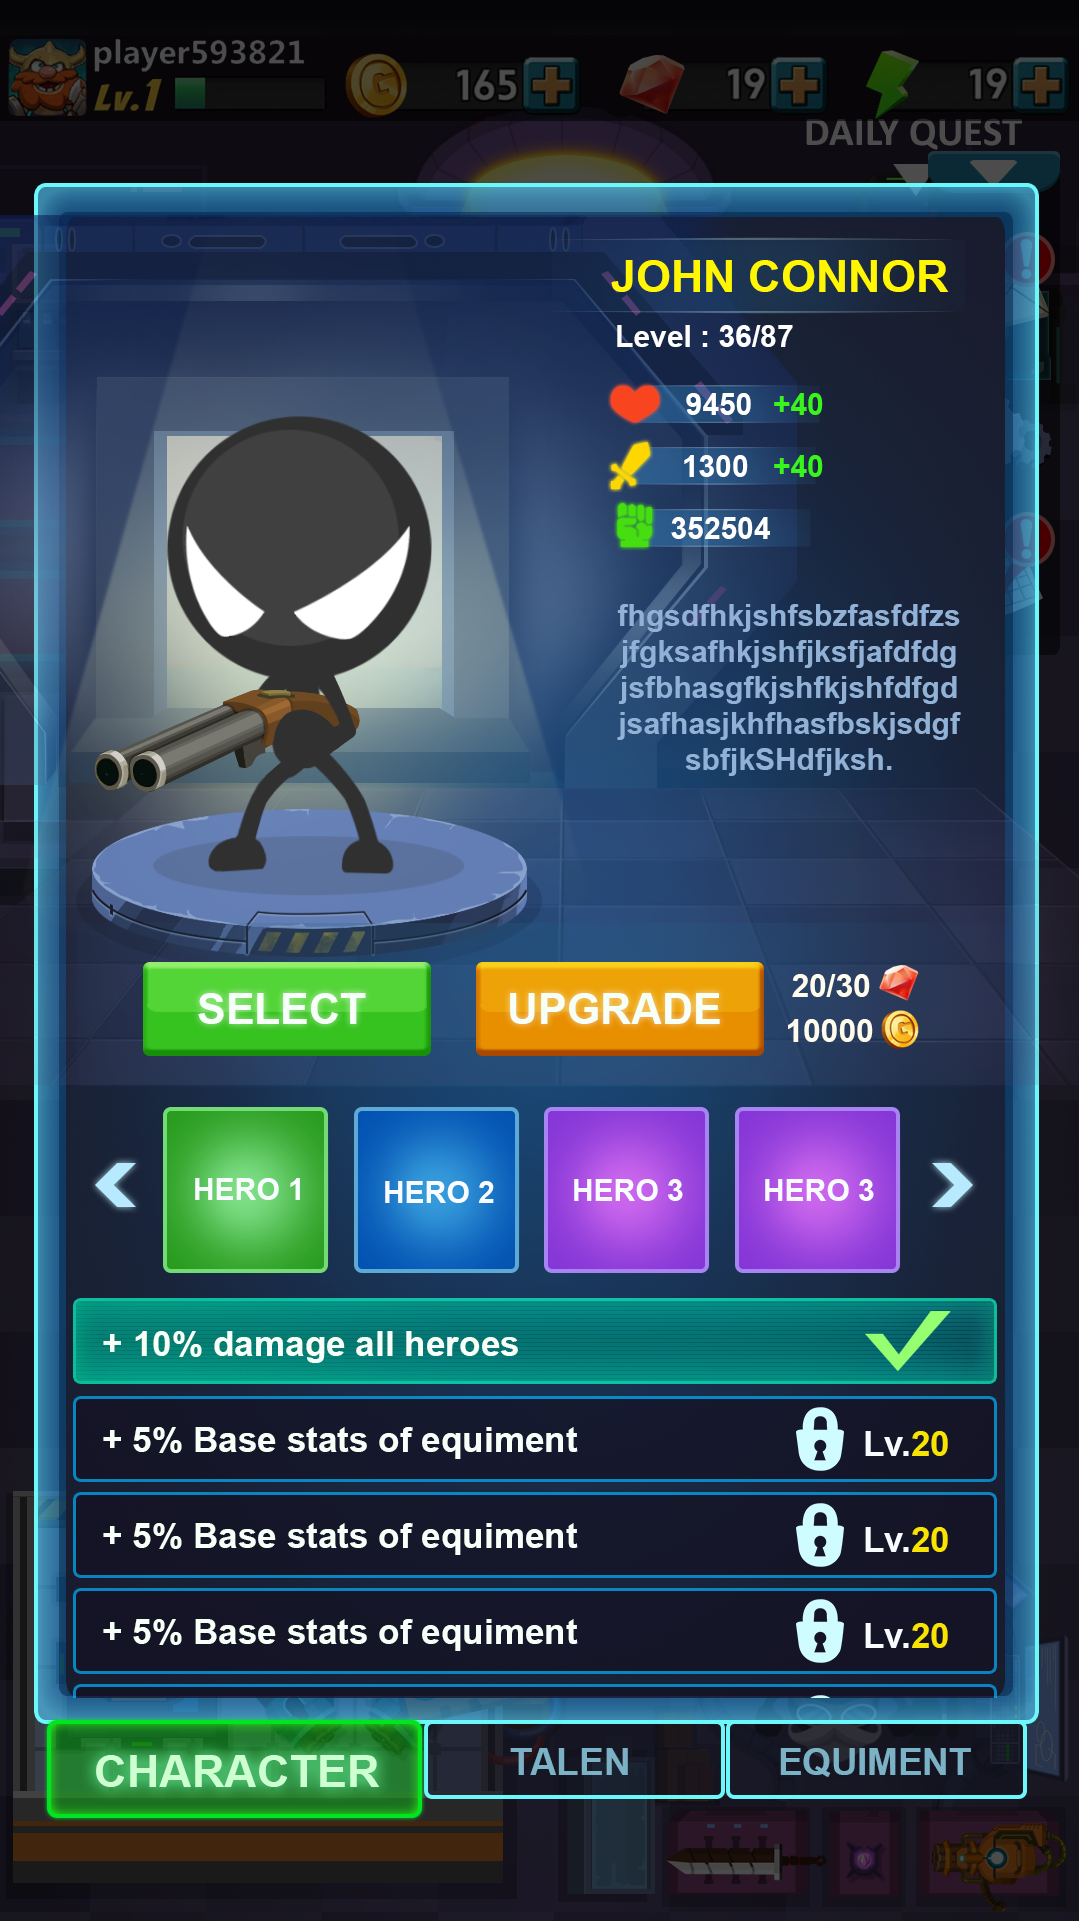 player593821
Lv.1
165
19
19
DAILY QUEST
JOHN CONNOR
Level : 36/87
9450 +40
1300 +40
352504
fhgsdfhkjshfsbzfasfdfzs
jfgksafhkjshfjksfjafdfdg
jsfbhasgfkjshfkjshfdfgd
jsafhasjkhfhasfbskjsdgf
sbfjkSHdfjksh.
SELECT
UPGRADE
20/30
10000
HERO 1
HERO 2
HERO 3
HERO 3
+ 10% damage all heroes
+ 5% Base stats of equiment
Lv.20
+ 5% Base stats of equiment
Lv.20
+ 5% Base stats of equiment
Lv.20
CHARACTER
TALEN
EQUIMENT